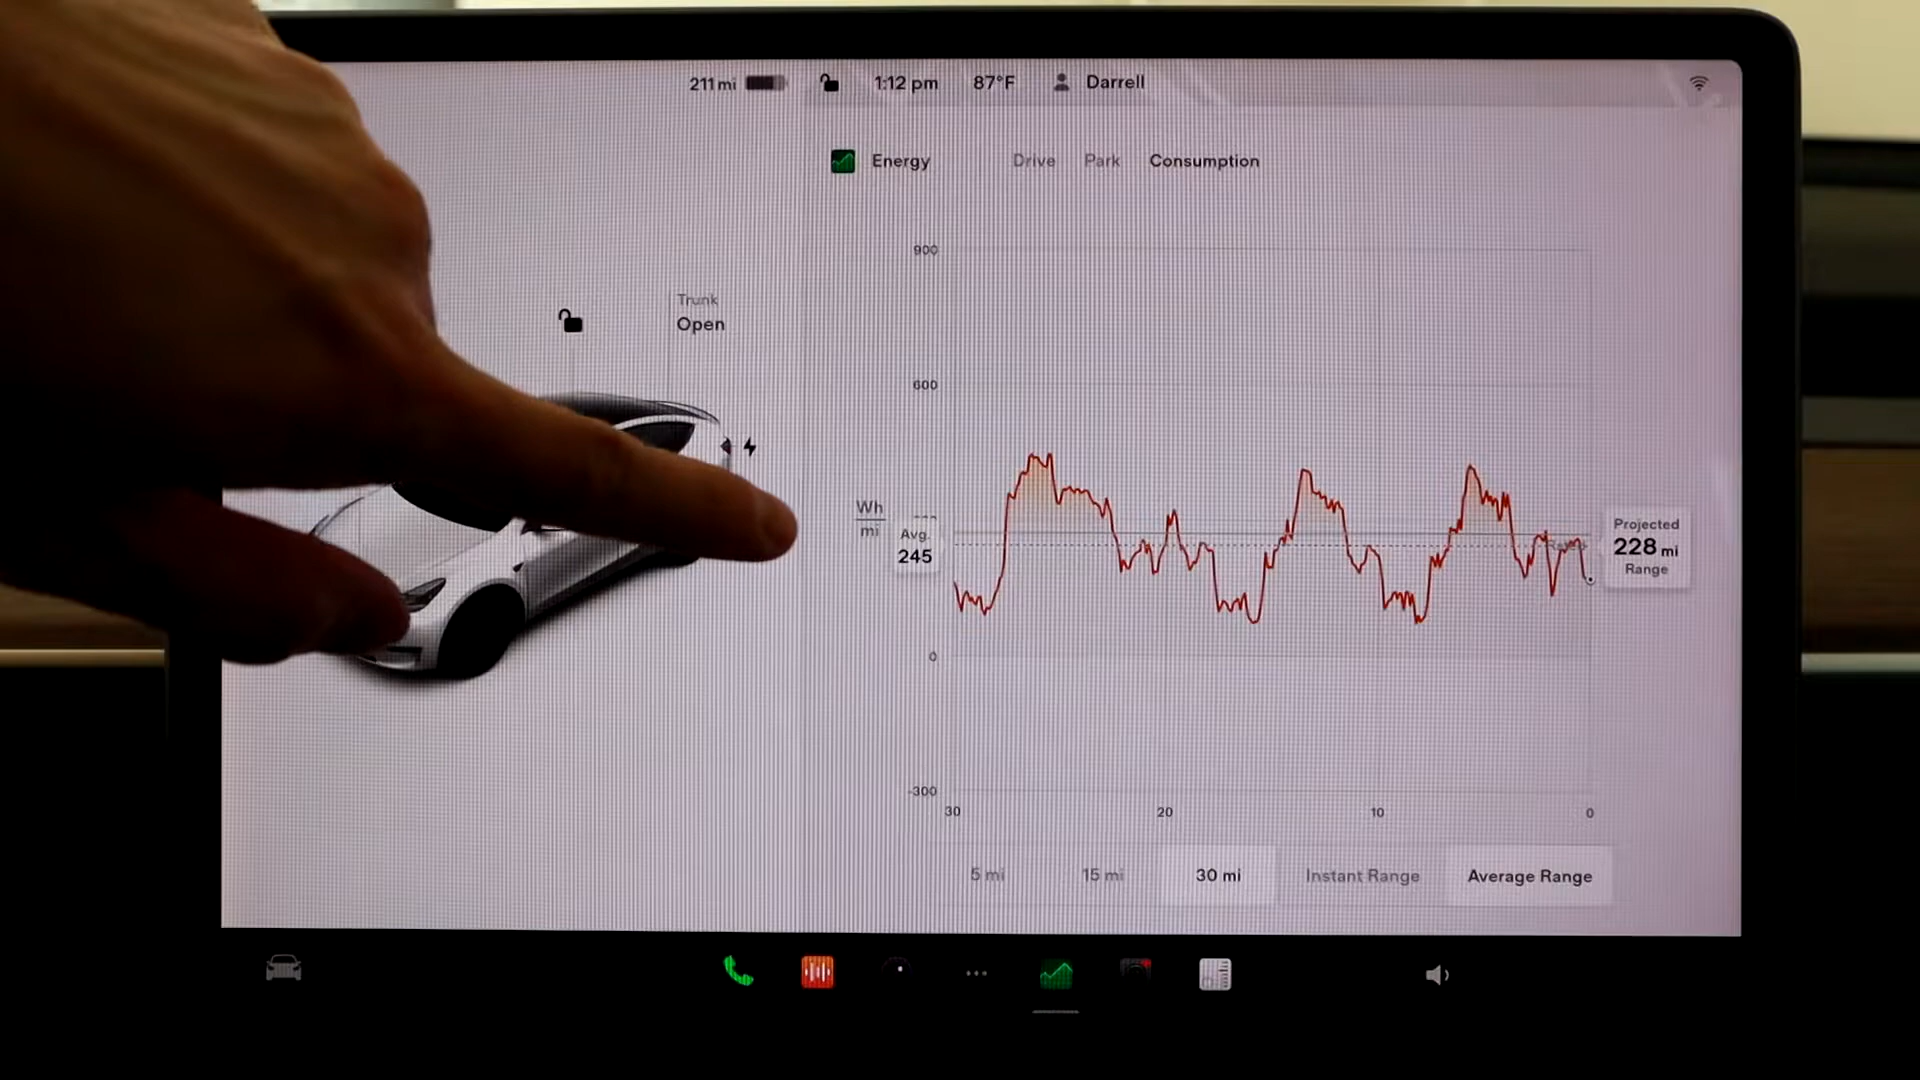 211 mi
1:12 pm
87°F
Darrell
Energy
Drive
Park
Consumption
Trunk
Open
900
600
0
-300
Wh
mi
Avg.
245
Projected
228 mi
Range
30
20
10
0
5 mi
15 mi
30 mi
Instant Range
Average Range